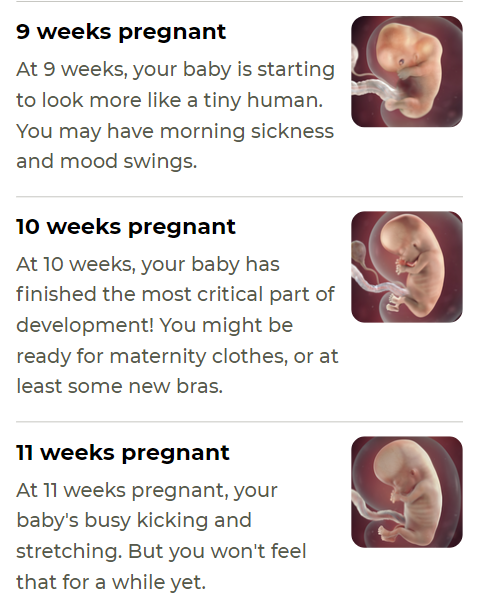 9 weeks pregnant
At 9 weeks, your baby is starting
to look more like a tiny human.
You may have morning sickness
and mood swings.
10 weeks pregnant
At 10 weeks, your baby has
finished the most critical part of
development! You might be
ready for maternity clothes, or at
least some new bras.
11 weeks pregnant
At 11 weeks pregnant, your
baby's busy kicking and
stretching. But you won't feel
that for a while yet.